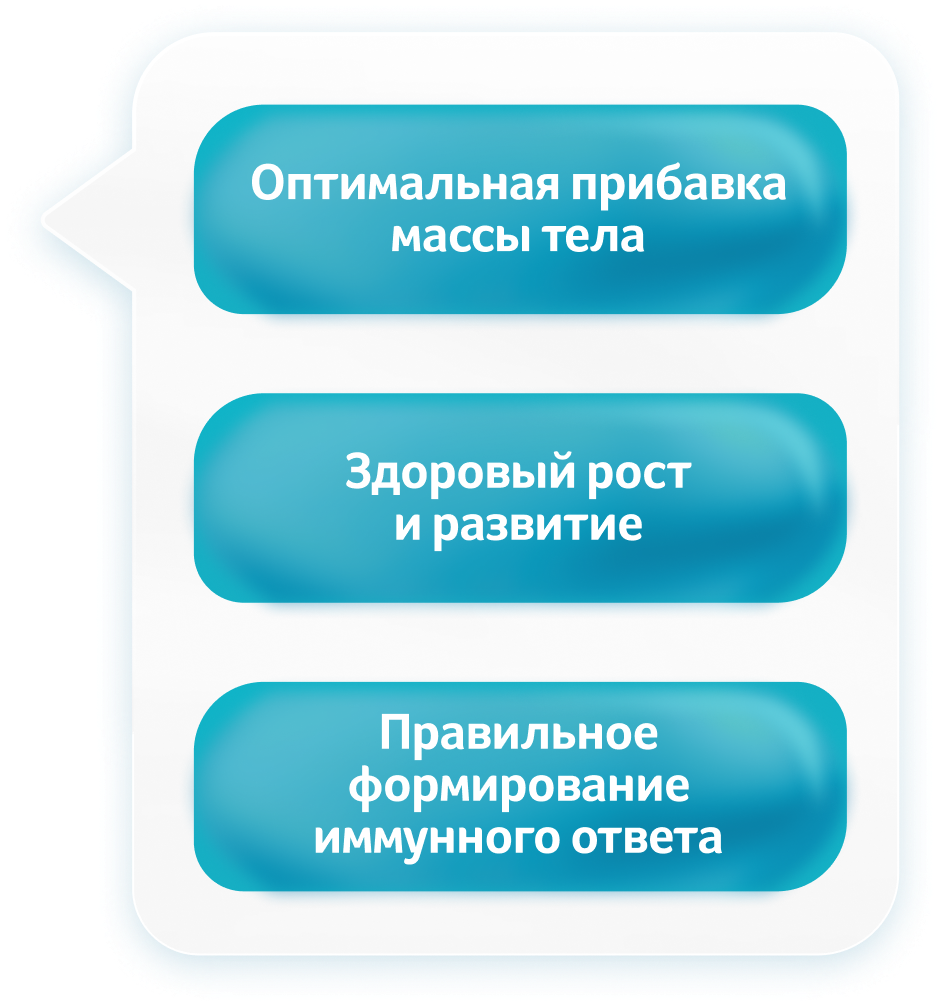 Оптимальная прибавка
массы тела
Здоровый рост
и развитие
Правильное
формирование
иммунного ответа